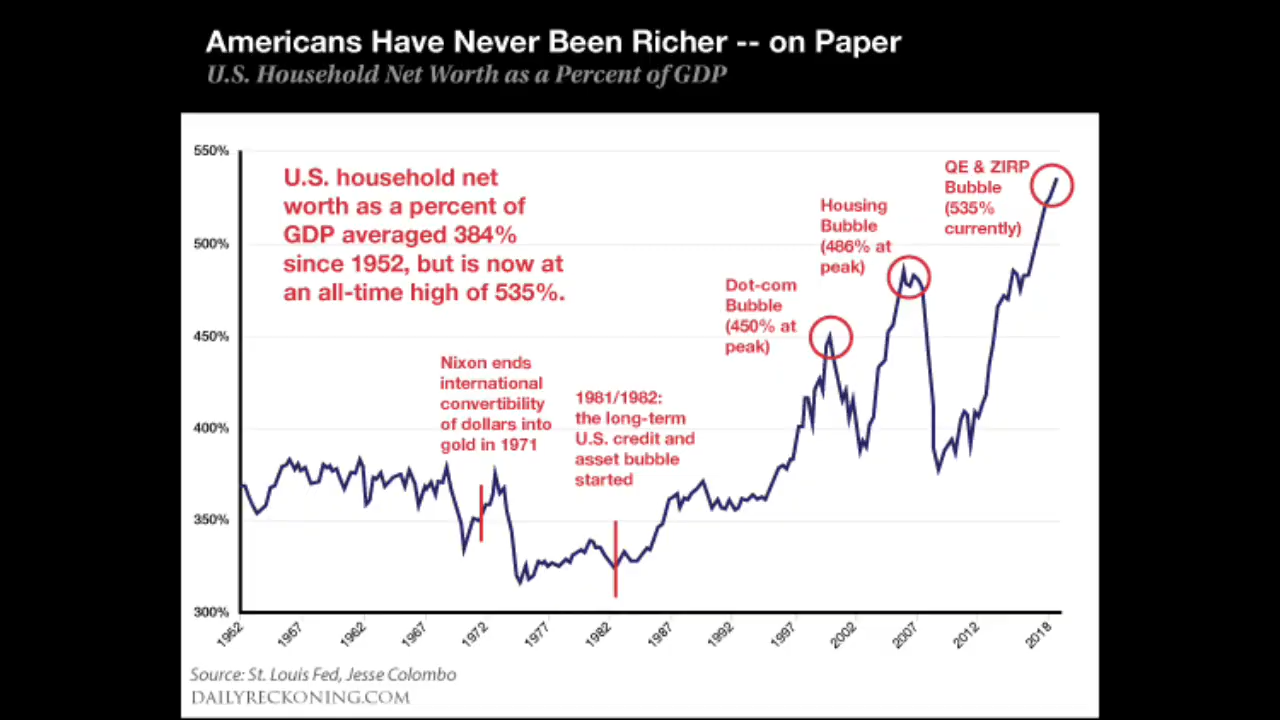 Americans Have Never Been Richer -- on Paper
U.S. Household Net Worth as a Percent of GDP
550%
500%
450%
400%
350%
300%
U.S. household net
worth as a percent of
GDP averaged 384%
since 1952, but is now at
an all-time high of 535%.
Nixon ends
international
convertibility
of dollars into
gold in 1971
1981/1982:
the long-term
U.S. credit and
asset bubble
started
Dot-com
Bubble
(450% at
peak)
Housing
Bubble
(486% at
peak)
QE & ZIRP
Bubble
(535%
currently)
1952
1957
1962
1967
1972
1977
1982
1987
1992
1997
2002
2007
2012
2018
Source: St. Louis Fed, Jesse Colombo
DAILYRECKONING.COM